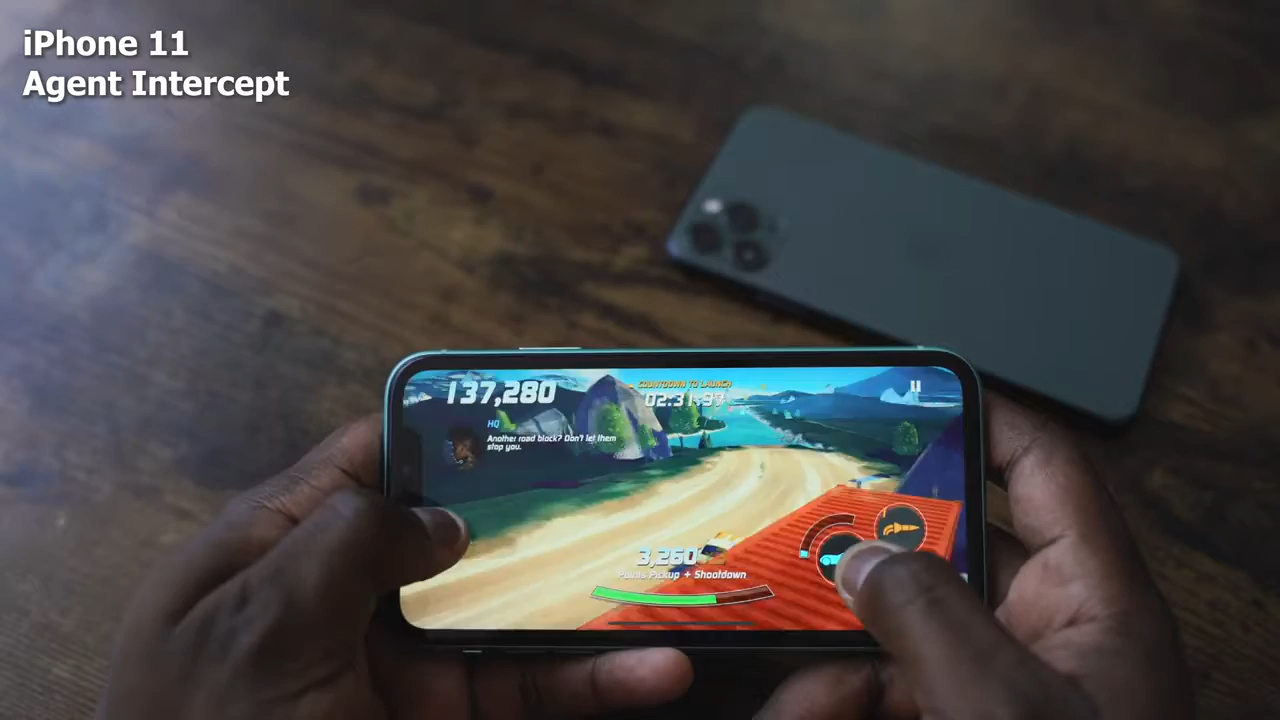 iPhone 11
Agent Intercept
137,280
COUNTDOWN TO LAUNCH
02:31:97
HQ
Another road block? Don't let them
stop you.
3,260
Points Pickup + Shootdown